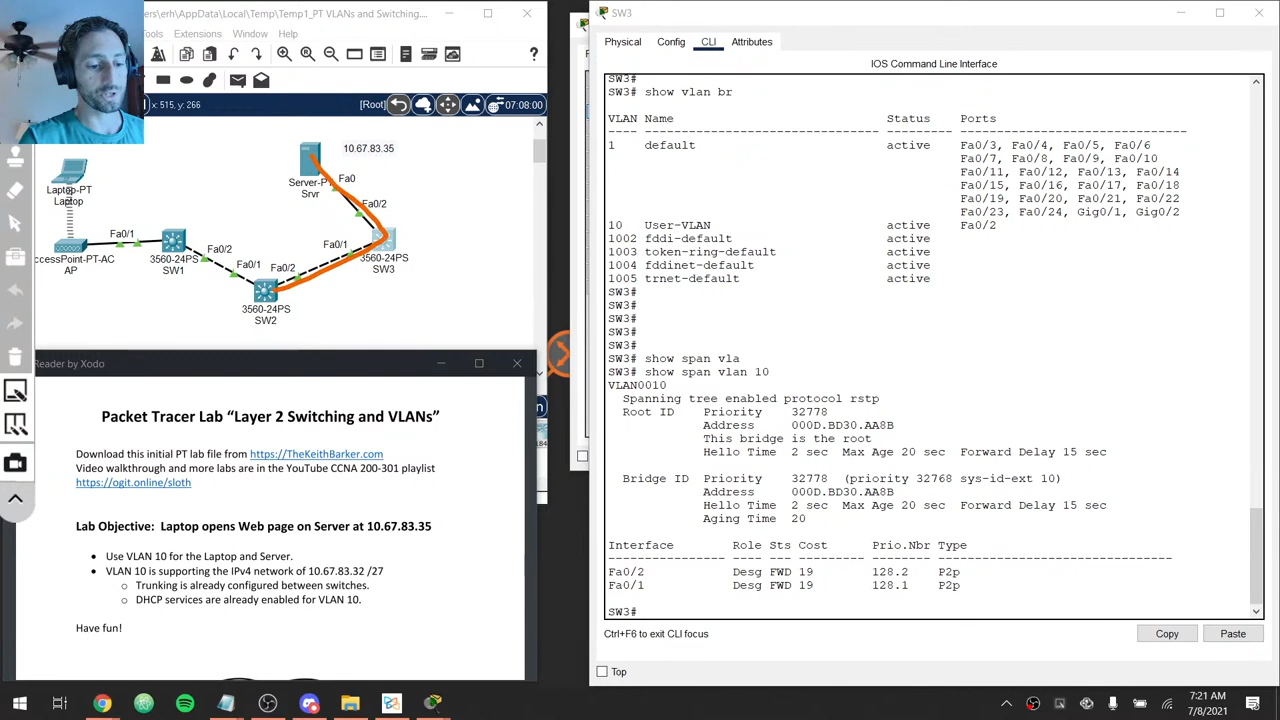 ers\erh\AppData\Local\Temp\Temp1_PT VLANs and Switching....
Tools Extensions Window Help
x: 515, y: 266 [Root] 07:08:00
10.67.83.35
Server-PT
Srvr
Fa0
Fa0/2
Laptop-PT
Laptop
Fa0/1
Fa0/2
Fa0/1
3560-24PS
SW3
ccessPoint-PT-AC
AP
3560-24PS
SW1
Fa0/1
Fa0/2
3560-24PS
SW2
Reader by Xodo
Packet Tracer Lab “Layer 2 Switching and VLANs”
Download this initial PT lab file from https://TheKeithBarker.com
Video walkthrough and more labs are in the YouTube CCNA 200-301 playlist
https://ogit.online/sloth
Lab Objective: Laptop opens Web page on Server at 10.67.83.35
• Use VLAN 10 for the Laptop and Server.
• VLAN 10 is supporting the IPv4 network of 10.67.83.32 /27
o Trunking is already configured between switches.
o DHCP services are already enabled for VLAN 10.
Have fun!
SW3
Physical Config CLI Attributes
IOS Command Line Interface
SW3#
SW3# show vlan br
VLAN Name Status Ports
---- -------------------------------- --------- -------------------------------
1 default active Fa0/3, Fa0/4, Fa0/5, Fa0/6
Fa0/7, Fa0/8, Fa0/9, Fa0/10
Fa0/11, Fa0/12, Fa0/13, Fa0/14
Fa0/15, Fa0/16, Fa0/17, Fa0/18
Fa0/19, Fa0/20, Fa0/21, Fa0/22
Fa0/23, Fa0/24, Gig0/1, Gig0/2
10 User-VLAN active Fa0/2
1002 fddi-default active
1003 token-ring-default active
1004 fddinet-default active
1005 trnet-default active
SW3#
SW3#
SW3#
SW3#
SW3#
SW3# show span vla
SW3# show span vlan 10
VLAN0010
Spanning tree enabled protocol rstp
Root ID Priority 32778
Address 000D.BD30.AA8B
This bridge is the root
Hello Time 2 sec Max Age 20 sec Forward Delay 15 sec
Bridge ID Priority 32778 (priority 32768 sys-id-ext 10)
Address 000D.BD30.AA8B
Hello Time 2 sec Max Age 20 sec Forward Delay 15 sec
Aging Time 20
Interface Role Sts Cost Prio.Nbr Type
---------------- ---- --- --------- -------- --------------------------------
Fa0/2 Desg FWD 19 128.2 P2p
Fa0/1 Desg FWD 19 128.1 P2p
SW3#
Ctrl+F6 to exit CLI focus
Copy Paste
Top
7:21 AM
7/8/2021